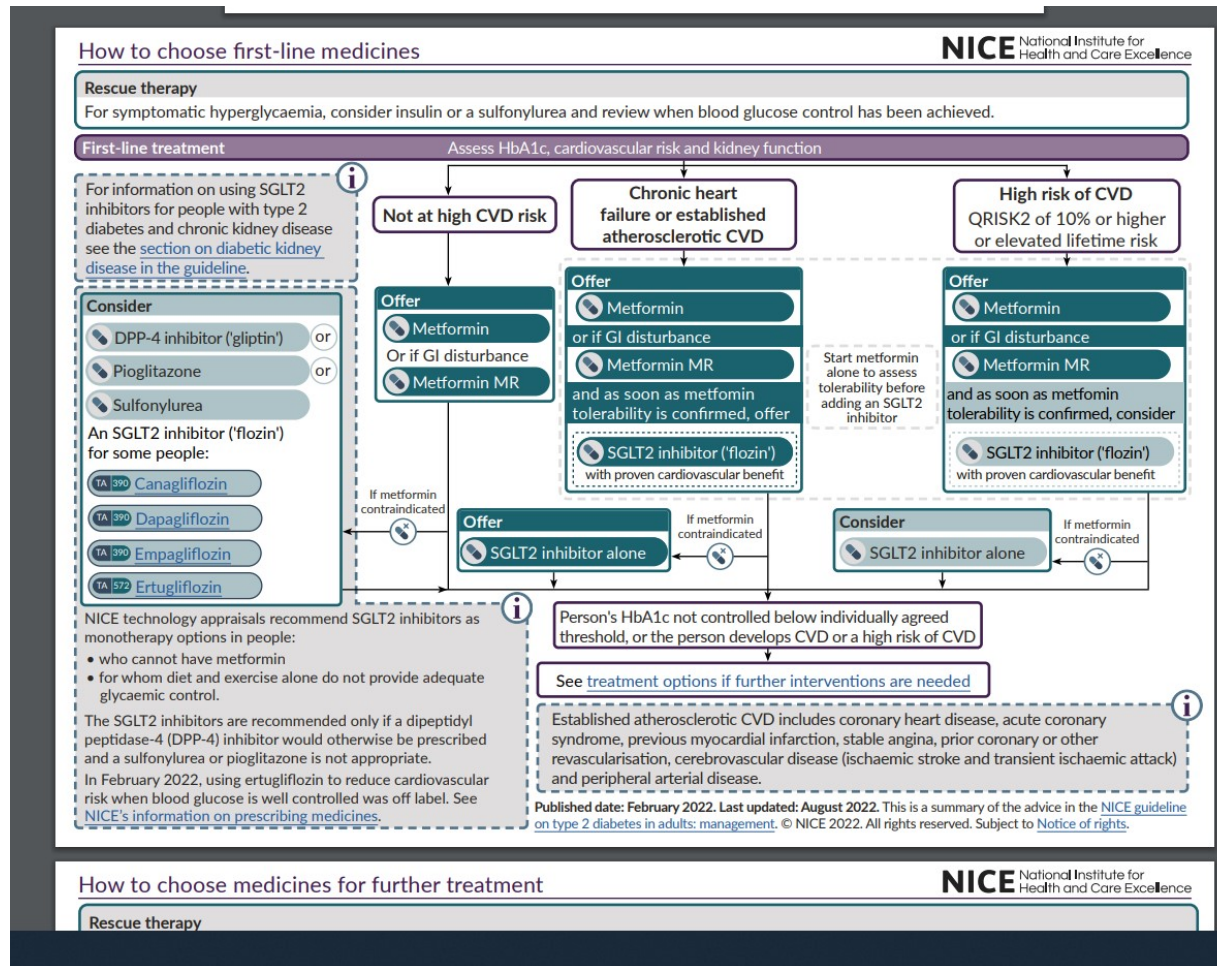 How to choose first-line medicines
NICE National Institute for
Health and Care Excellence
Rescue therapy
For symptomatic hyperglycaemia, consider insulin or a sulfonylurea and review when blood glucose control has been achieved.
First-line treatment
Assess HbA1c, cardiovascular risk and kidney function
i
For information on using SGLT2
inhibitors for people with type 2
diabetes and chronic kidney disease
see the section on diabetic kidney
disease in the guideline.
Not at high CVD risk
Chronic heart
failure or established
atherosclerotic CVD
High risk of CVD
QRISK2 of 10% or higher
or elevated lifetime risk
Consider
DPP-4 inhibitor ('gliptin')
or
Pioglitazone
or
Sulfonylurea
An SGLT2 inhibitor ('flozin')
for some people:
TA 390 Canagliflozin
TA 390 Dapagliflozin
TA 390 Empagliflozin
TA 572 Ertugliflozin
Offer
Metformin
Or if GI disturbance
Metformin MR
If metformin
contraindicated
Offer
Metformin
or if GI disturbance
Metformin MR
and as soon as metfomin
tolerability is confirmed, offer
SGLT2 inhibitor ('flozin')
with proven cardiovascular benefit
Start metformin
alone to assess
tolerability before
adding an SGLT2
inhibitor
Offer
Metformin
or if GI disturbance
Metformin MR
and as soon as metfomin
tolerability is confirmed, consider
SGLT2 inhibitor ('flozin')
with proven cardiovascular benefit
Offer
SGLT2 inhibitor alone
If metformin
contraindicated
Consider
SGLT2 inhibitor alone
If metformin
contraindicated
i
NICE technology appraisals recommend SGLT2 inhibitors as
monotherapy options in people:
• who cannot have metformin
• for whom diet and exercise alone do not provide adequate
glycaemic control.
The SGLT2 inhibitors are recommended only if a dipeptidyl
peptidase-4 (DPP-4) inhibitor would otherwise be prescribed
and a sulfonylurea or pioglitazone is not appropriate.
In February 2022, using ertugliflozin to reduce cardiovascular
risk when blood glucose is well controlled was off label. See
NICE's information on prescribing medicines.
Person's HbA1c not controlled below individually agreed
threshold, or the person develops CVD or a high risk of CVD
See treatment options if further interventions are needed
i
Established atherosclerotic CVD includes coronary heart disease, acute coronary
syndrome, previous myocardial infarction, stable angina, prior coronary or other
revascularisation, cerebrovascular disease (ischaemic stroke and transient ischaemic attack)
and peripheral arterial disease.
Published date: February 2022. Last updated: August 2022. This is a summary of the advice in the NICE guideline
on type 2 diabetes in adults: management. © NICE 2022. All rights reserved. Subject to Notice of rights.
How to choose medicines for further treatment
NICE National Institute for
Health and Care Excellence
Rescue therapy